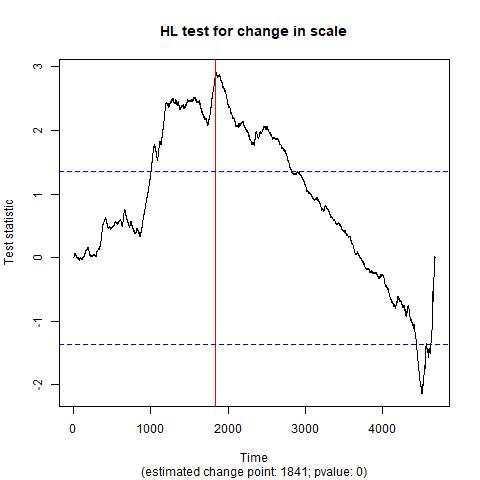 HL test for change in scale
Test statistic
3
2
1
0
-1
-2
0 1000 2000 3000 4000
Time
(estimated change point: 1841; pvalue: 0)